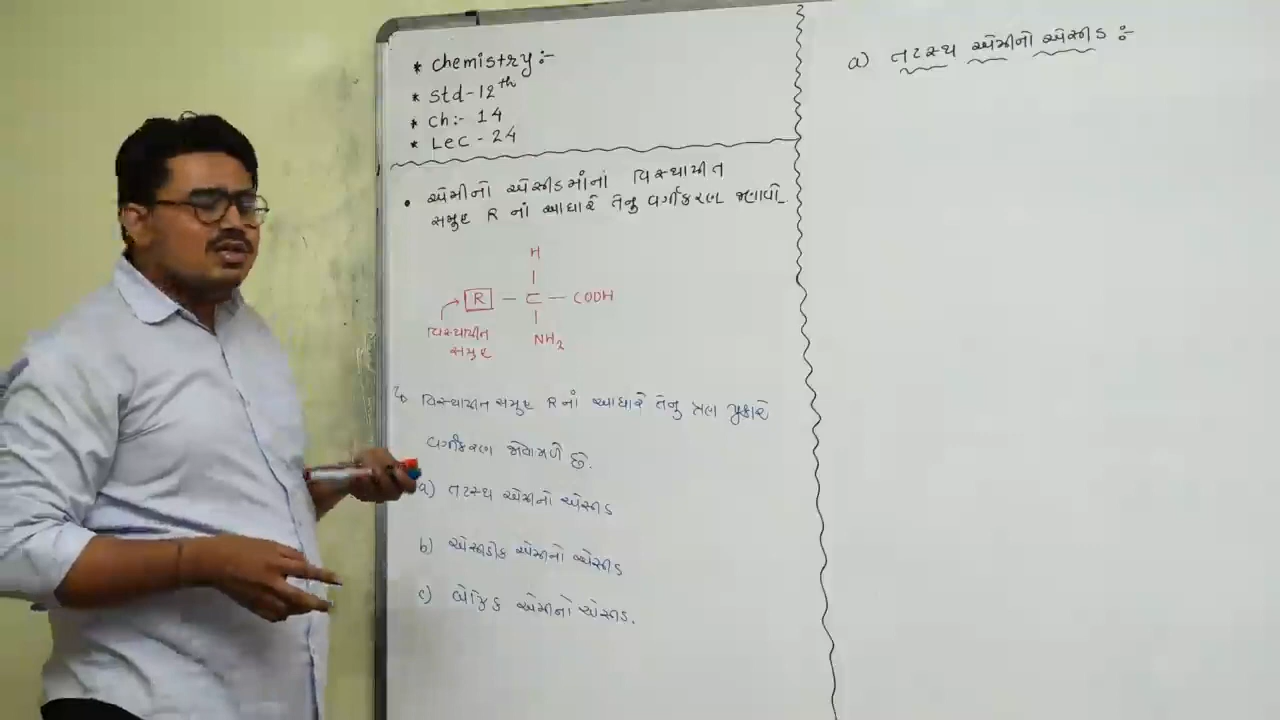 * Chemistry:-
* Std-12th
* Ch:- 14
* Lec - 24
• એમીનો એસીડમાંનાં વિસ્થાયીત
સમુહ R નાં આધારે તેનુ વર્ગીકરણ જણાવો.
H
R - C - COOH
NH2
વિસ્થાયીત
સમુહ
વિસ્થાયીત સમુહ R નાં આધારે તેનુ ત્રણ પ્રકારે
વર્ગીકરણ જોવા મળે છે.
a) તટસ્થ એમીનો એસીડ
b) એસીડીક એમીનો એસીડ
c) બેઝિક એમીનો એસીડ.
a) તટસ્થ એમીનો એસીડ :-